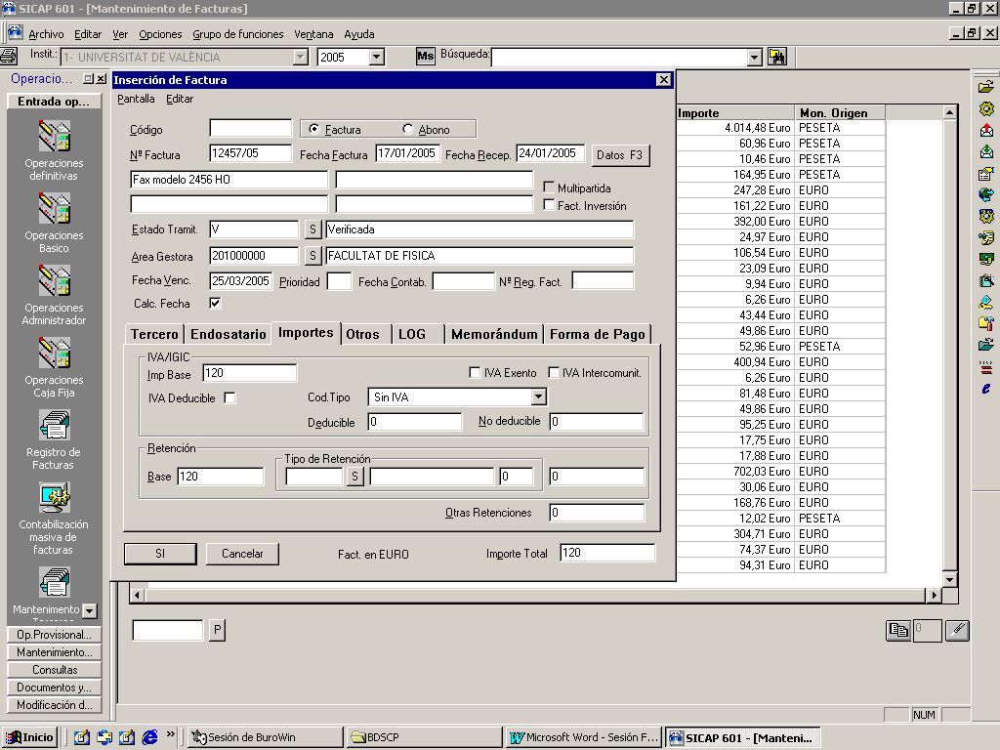 SICAP 601 - [Mantenimiento de Facturas]
Archivo Editar Ver Opciones Grupo de funciones Ventana Ayuda
Instit.: 1- UNIVERSITAT DE VALÈNCIA 2005 Ms Búsqueda:
Operacio...
Entrada op...
Operaciones definitivas
Operaciones Basico
Operaciones Administrador
Operaciones Caja Fija
Registro de Facturas
Contabilización masiva de facturas
Mantenimento
Op.Provisional...
Mantenimiento...
Consultas
Documentos y...
Modificación d...
Inserción de Factura
Pantalla Editar
Código Factura Abono
Nº Factura 12457/05 Fecha Factura 17/01/2005 Fecha Recep. 24/01/2005 Datos F3
Fax modelo 2456 HO
Multipartida
Fact. Inversión
Estado Tramit. V S Verificada
Area Gestora 201000000 S FACULTAT DE FISICA
Fecha Venc. 25/03/2005 Prioridad Fecha Contab. Nº Reg. Fact.
Calc. Fecha
Tercero Endosatario Importes Otros LOG Memorándum Forma de Pago
IVA/IGIC
Imp Base 120 IVA Exento IVA Intercomunit.
IVA Deducible Cod.Tipo Sin IVA
Deducible 0 No deducible 0
Retención
Tipo de Retención
Base 120 S 0 0
Otras Retenciones 0
SI Cancelar Fact. en EURO Importe Total 120
Importe Mon. Origen
4.014,48 Euro PESETA
60,96 Euro PESETA
10,46 Euro PESETA
164,95 Euro PESETA
247,28 Euro EURO
161,22 Euro EURO
392,00 Euro EURO
24,97 Euro EURO
106,54 Euro EURO
23,09 Euro EURO
9,94 Euro EURO
6,26 Euro EURO
43,44 Euro EURO
49,86 Euro EURO
52,96 Euro PESETA
400,94 Euro EURO
6,26 Euro EURO
81,48 Euro EURO
49,86 Euro EURO
95,25 Euro EURO
17,75 Euro EURO
17,88 Euro EURO
702,03 Euro EURO
30,06 Euro EURO
168,76 Euro EURO
12,02 Euro PESETA
304,71 Euro EURO
74,37 Euro EURO
94,31 Euro EURO
P 0
NUM
Inicio » Sesión de BuroWin BDSCP Microsoft Word - Sesión F... SICAP 601 - [Manteni...